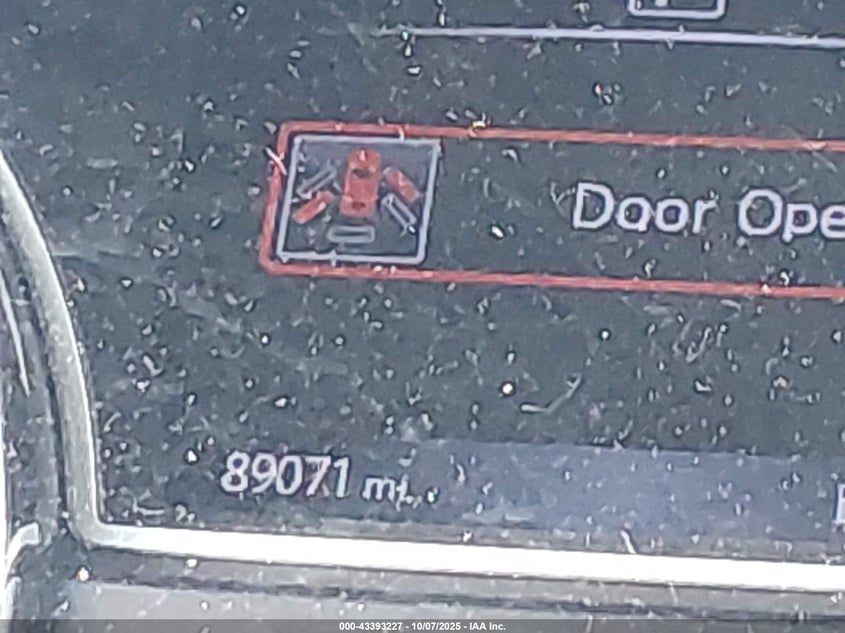 Door Ope
89071 mi
000-43393227 - 10/07/2025 - IAA Inc.